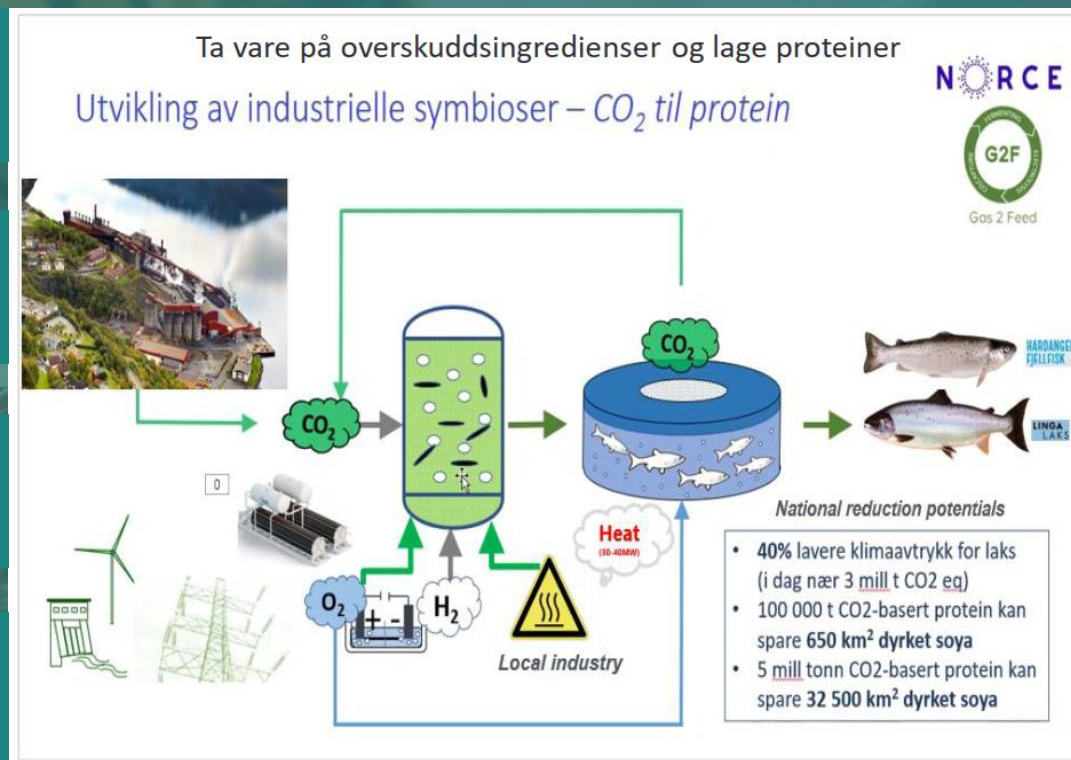 Ta vare på overskuddsingredienser og lage proteiner
NORCE
Utvikling av industrielle symbioser – CO₂ til protein
FERMENTING
ELECTROLYSIS
G2F
Gas 2 Feed
CO₂
HARDANGER
FJELLFISK
CO₂
LINGA
LAKS
0
Heat
(30-40MW)
O₂
+ -
H₂
Local industry
National reduction potentials
• 40% lavere klimaavtrykk for laks
(i dag nær 3 mill t CO2 eq)
• 100 000 t CO2-basert protein kan
spare 650 km² dyrket soya
• 5 mill tonn CO2-basert protein kan
spare 32 500 km² dyrket soya